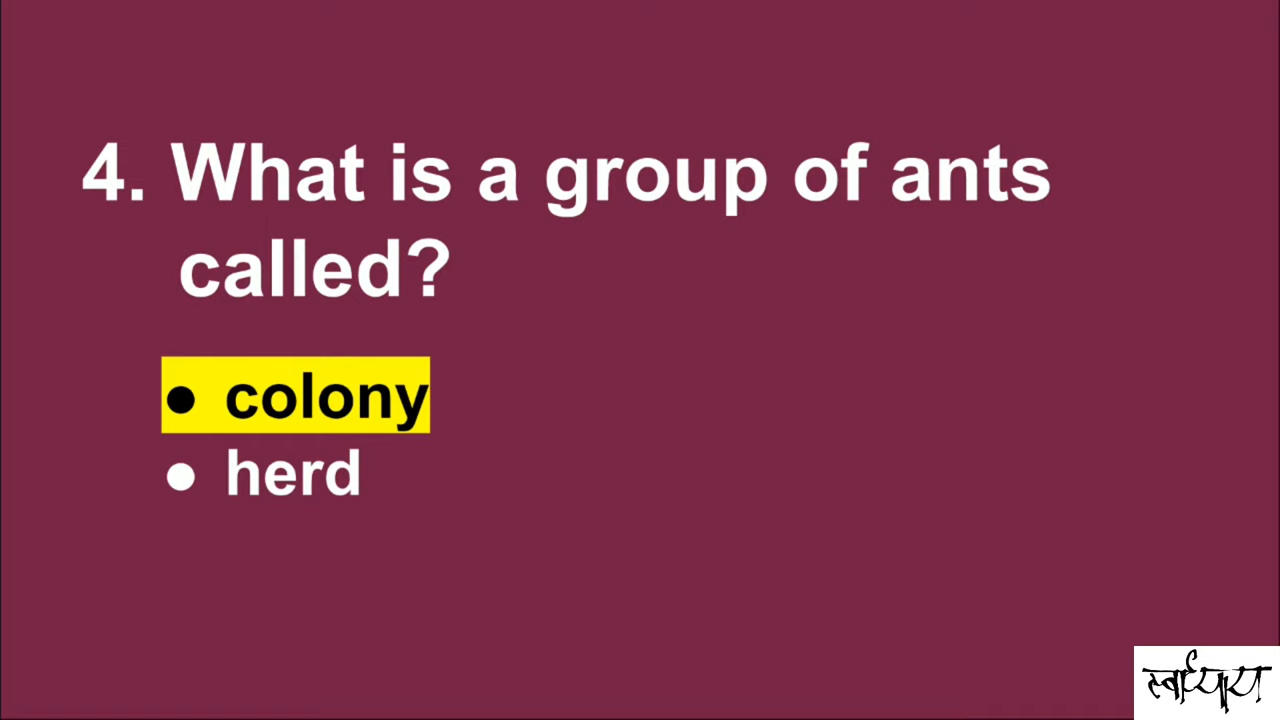 4. What is a group of ants
called?
● colony
● herd
स्वाध्याय